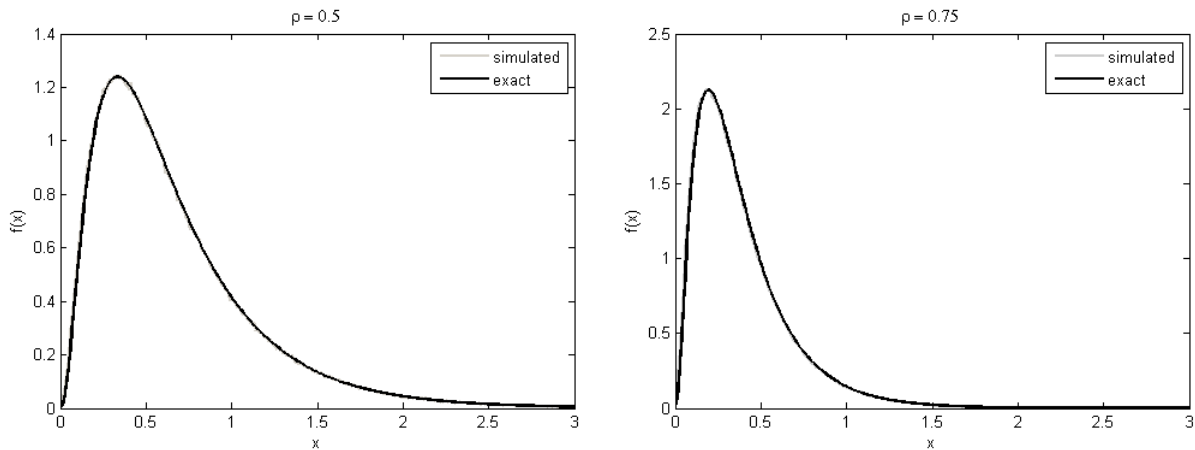 ρ = 0.5
1.4
1.2
1
0.8
0.6
0.4
0.2
0
f(x)
0 0.5 1 1.5 2 2.5 3
x
simulated
exact
ρ = 0.75
2.5
2
1.5
1
0.5
0
f(x)
0 0.5 1 1.5 2 2.5 3
x
simulated
exact